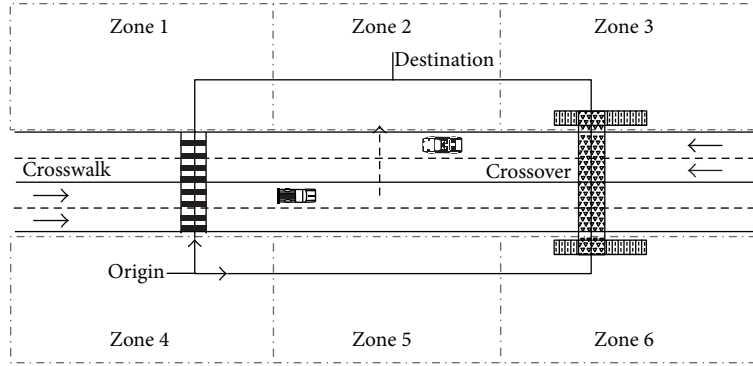 Zone 1
Zone 2
Zone 3
Destination
Crosswalk
Crossover
Origin
Zone 4
Zone 5
Zone 6